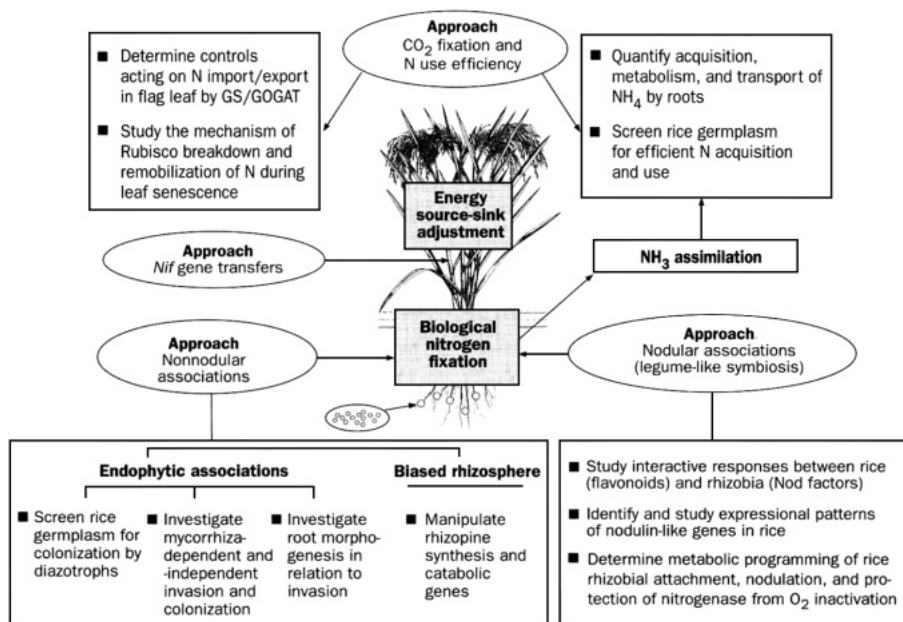 Approach
CO₂ fixation and
N use efficiency
■ Determine controls
acting on N import/export
in flag leaf by GS/GOGAT
■ Study the mechanism of
Rubisco breakdown and
remobilization of N during
leaf senescence
■ Quantify acquisition,
metabolism, and transport of
NH₄ by roots
■ Screen rice germplasm
for efficient N acquisition
and use
Energy
source-sink
adjustment
Approach
Nif gene transfers
NH₃ assimilation
Approach
Nonnodular
associations
Biological
nitrogen
fixation
Approach
Nodular associations
(legume-like symbiosis)
Endophytic associations
■ Screen rice
germplasm for
colonization by
diazotrophs
■ Investigate
mycorrhiza-
dependent and
-independent
invasion and
colonization
■ Investigate
root morpho-
genesis in
relation to
invasion
Biased rhizosphere
■ Manipulate
rhizopine
synthesis and
catabolic
genes
■ Study interactive responses between rice
(flavonoids) and rhizobia (Nod factors)
■ Identify and study expressional patterns
of nodulin-like genes in rice
■ Determine metabolic programming of rice
rhizobial attachment, nodulation, and pro-
tection of nitrogenase from O₂ inactivation